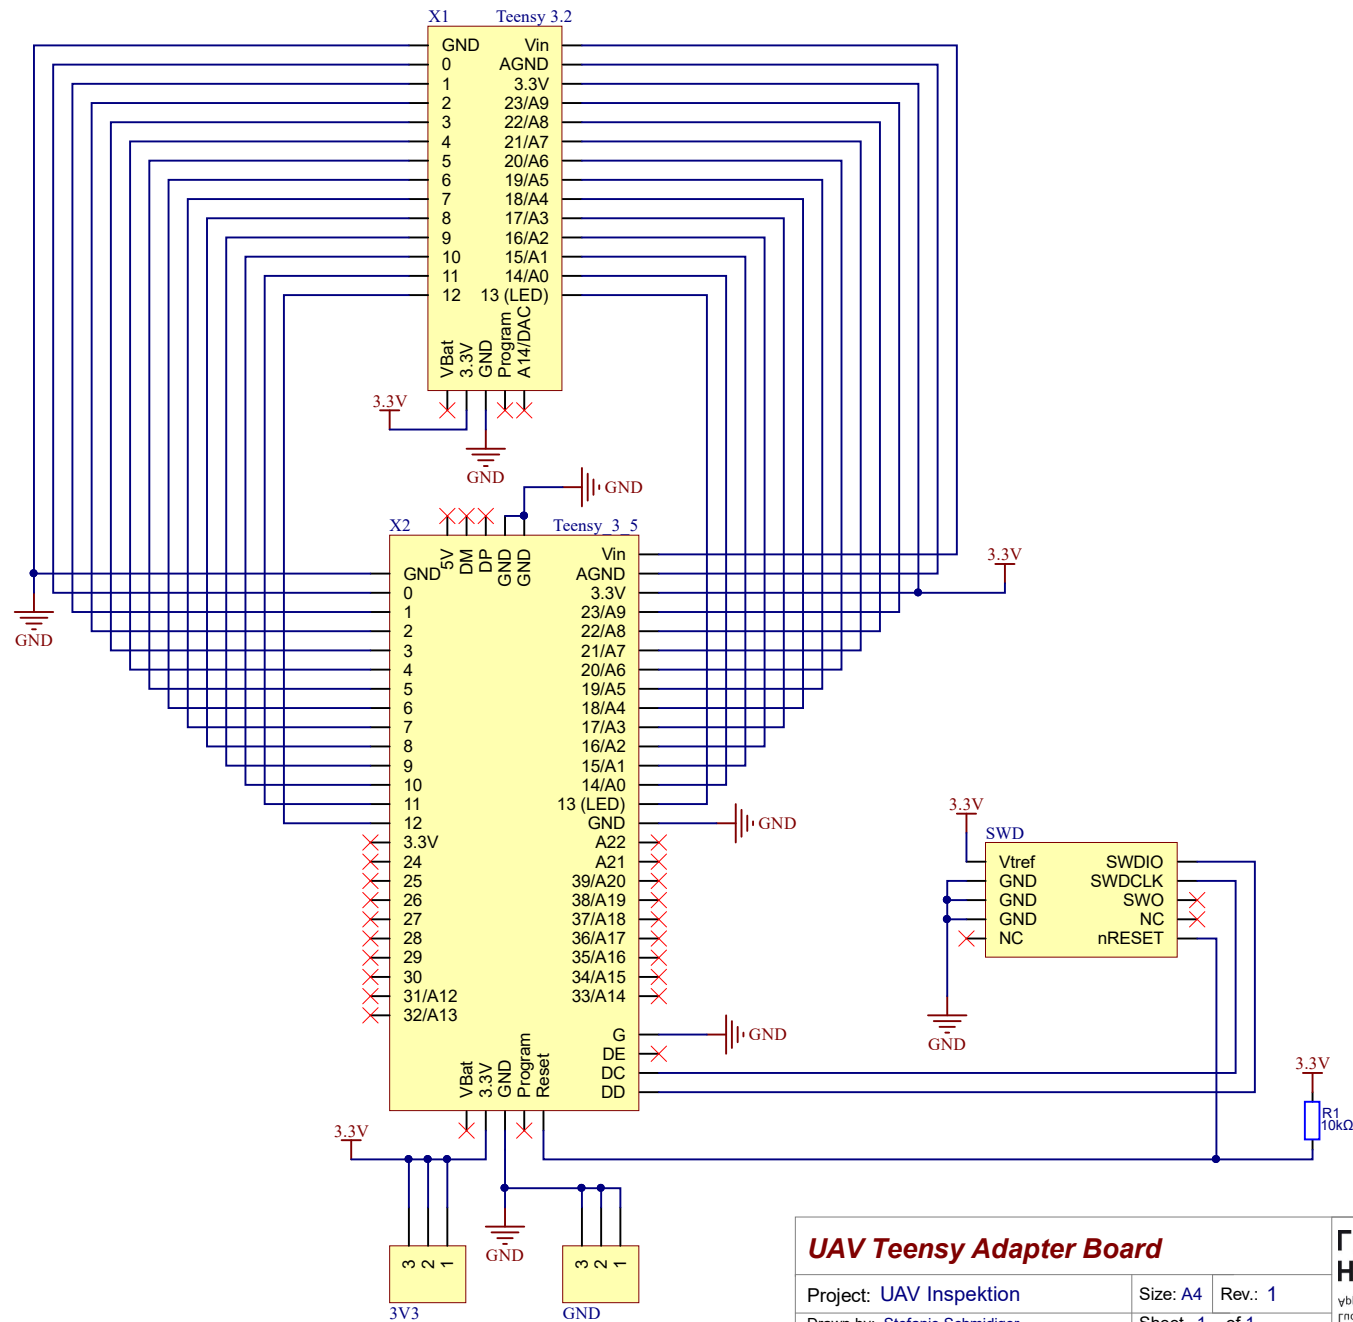 X1 Teensy 3.2
GND Vin
0 AGND
1 3.3V
2 23/A9
3 22/A8
4 21/A7
5 20/A6
6 19/A5
7 18/A4
8 17/A3
9 16/A2
10 15/A1
11 14/A0
12 13 (LED)
VBat
3.3V
GND
Program
A14/DAC
3.3V
GND
GND
X2 Teensy_3_5
5V
DM
DP
GND
GND
GND Vin
0 AGND
1 3.3V
2 23/A9
3 22/A8
4 21/A7
5 20/A6
6 19/A5
7 18/A4
8 17/A3
9 16/A2
10 15/A1
11 14/A0
12 13 (LED)
3.3V GND
24 A22
25 A21
26 39/A20
27 38/A19
28 37/A18
29 36/A17
30 35/A16
31/A12 34/A15
32/A13 33/A14
G
DE
DC
DD
VBat
3.3V
GND
Program
Reset
GND
3.3V
GND
GND
3.3V
SWD
Vtref SWDIO
GND SWDCLK
GND SWO
GND NC
NC nRESET
GND
3.3V
R1
10kΩ
3.3V
GND
3 2 1
3V3
3 2 1
GND
UAV Teensy Adapter Board
Project: UAV Inspektion Size: A4 Rev.: 1
Drawn by: Stefanie Schmidiger Sheet 1 of 1